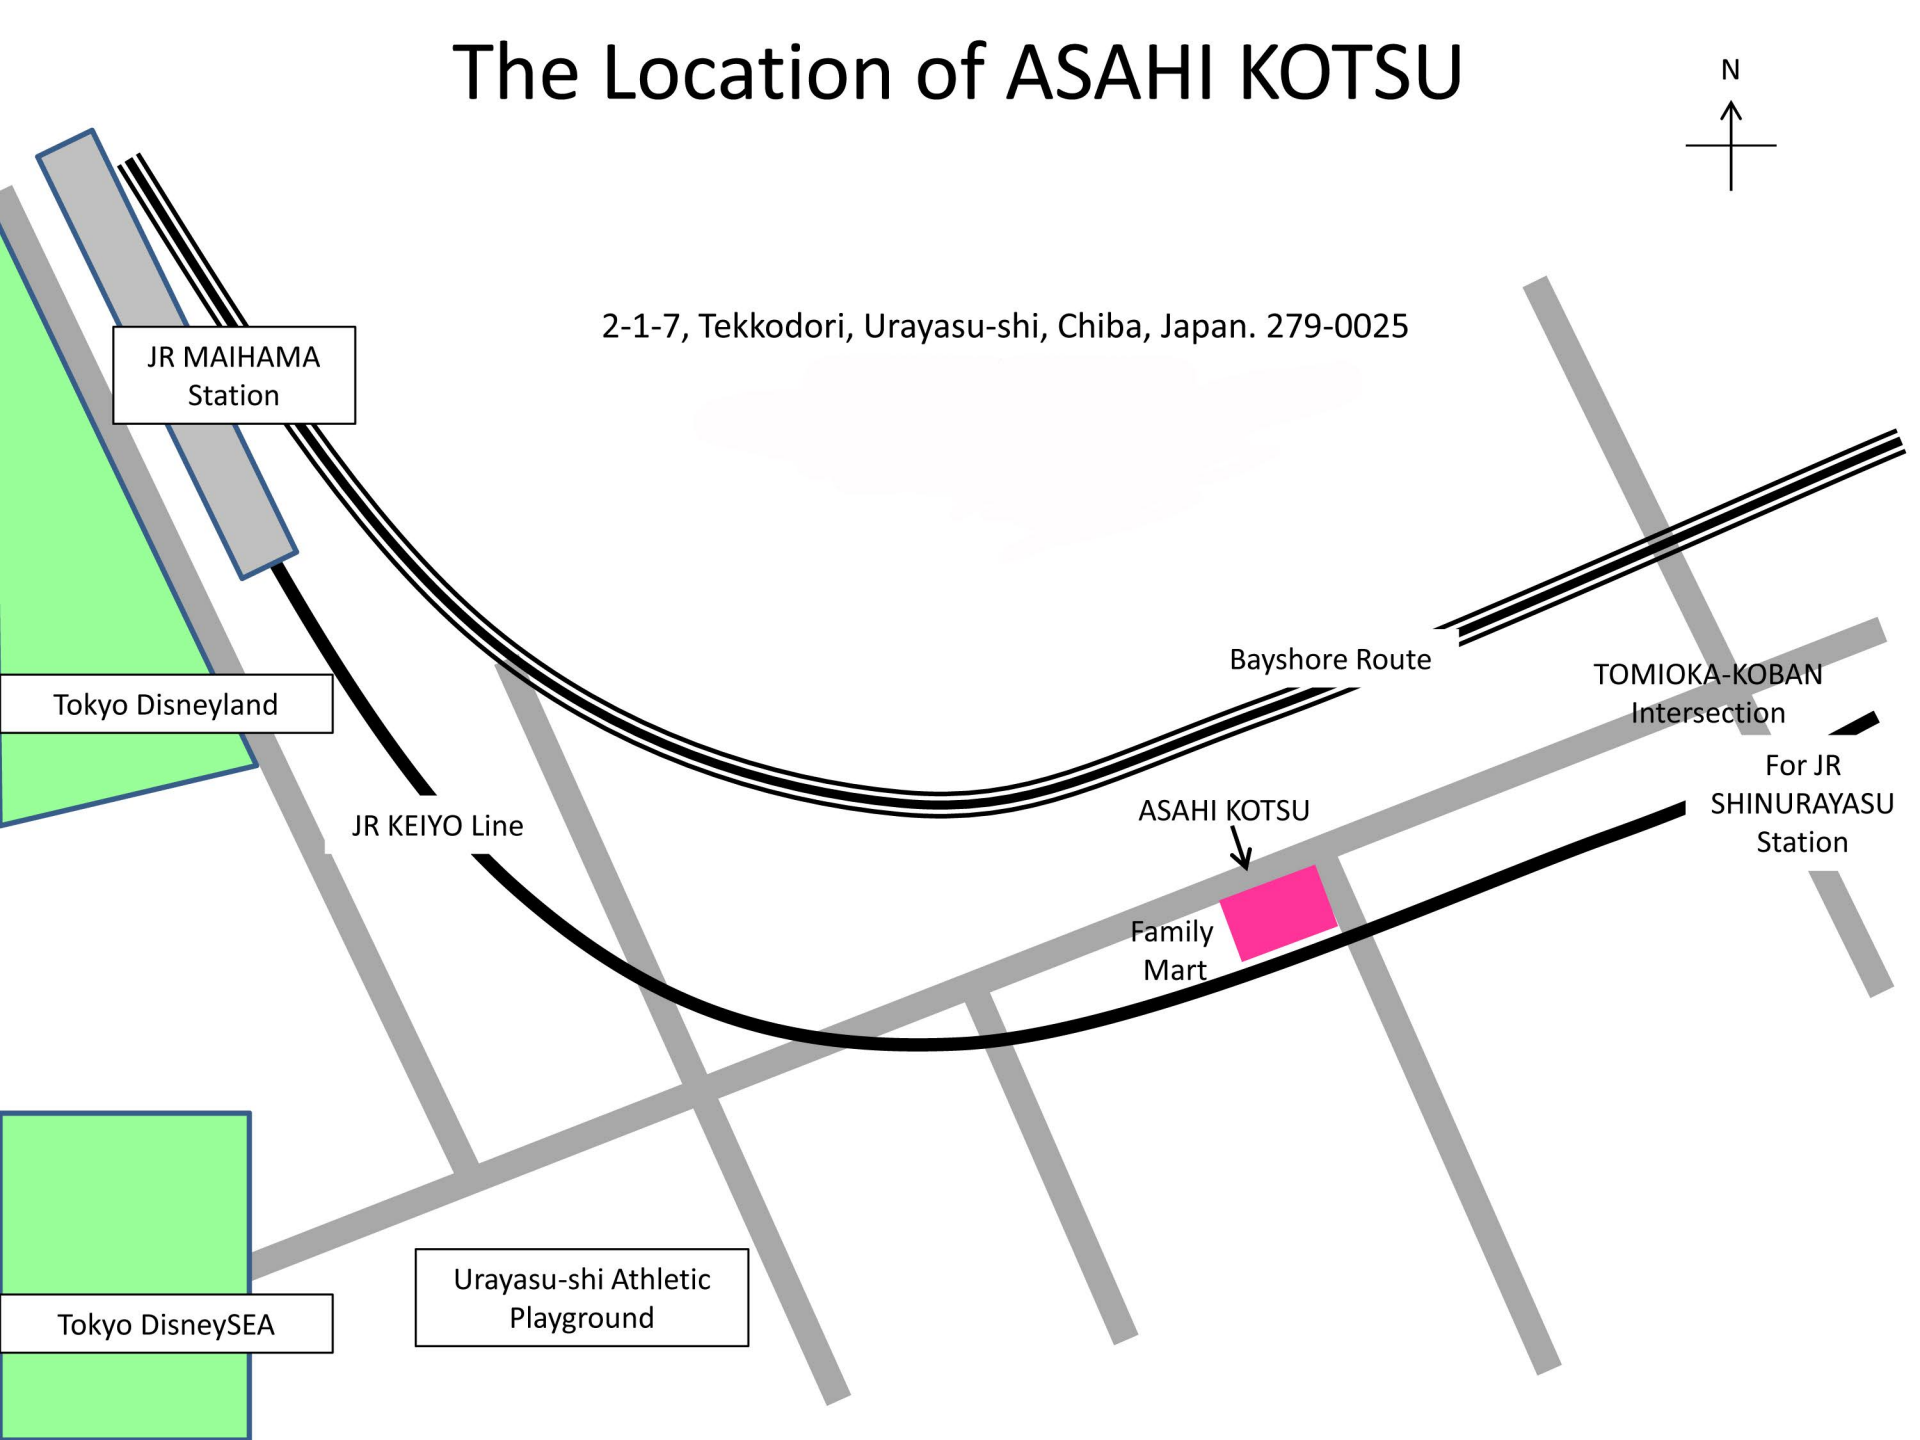 The Location of ASAHI KOTSU
N
2-1-7, Tekkodori, Urayasu-shi, Chiba, Japan. 279-0025
JR MAIHAMA
Station
Bayshore Route
TOMIOKA-KOBAN
Intersection
Tokyo Disneyland
For JR
SHINURAYASU
Station
JR KEIYO Line
ASAHI KOTSU
Family
Mart
Urayasu-shi Athletic
Playground
Tokyo DisneySEA